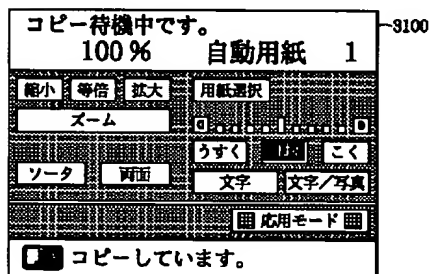 コピー待機中です。
100% 自動用紙 1
3100
縮小 等倍 拡大 用紙選択
ズーム
うすく こく
ソータ 両面 文字 文字/写真
応用モード
コピーしています。